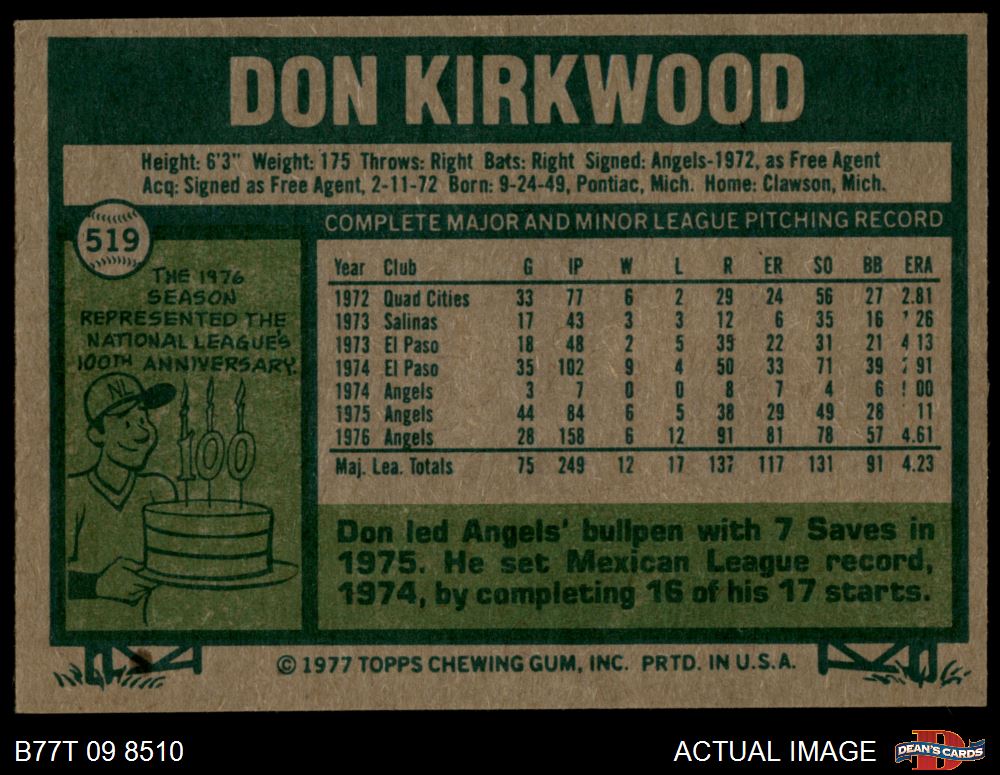 DON KIRKWOOD
Height: 6'3" Weight: 175 Throws: Right Bats: Right Signed: Angels-1972, as Free Agent
Acq: Signed as Free Agent, 2-11-72 Born: 9-24-49, Pontiac, Mich. Home: Clawson, Mich.
519
COMPLETE MAJOR AND MINOR LEAGUE PITCHING RECORD
THE 1976
SEASON
REPRESENTED THE
NATIONAL LEAGUE'S
100TH ANNIVERSARY.
NL
100
Year Club G IP W L R ER SO BB ERA
1972 Quad Cities 33 77 6 2 29 24 56 27 2.81
1973 Salinas 17 43 3 3 12 6 35 16 26
1973 El Paso 18 48 2 5 35 22 31 21 4 13
1974 El Paso 35 102 9 4 50 33 71 39 91
1974 Angels 3 7 0 0 8 7 4 6 00
1975 Angels 44 84 6 5 38 29 49 28 11
1976 Angels 28 158 6 12 91 81 78 57 4.61
Maj. Lea. Totals 75 249 12 17 137 117 131 91 4.23
Don led Angels' bullpen with 7 Saves in
1975. He set Mexican League record,
1974, by completing 16 of his 17 starts.
© 1977 TOPPS CHEWING GUM, INC. PRTD. IN U.S.A.
B77T 09 8510
ACTUAL IMAGE
DEAN'S CARDS